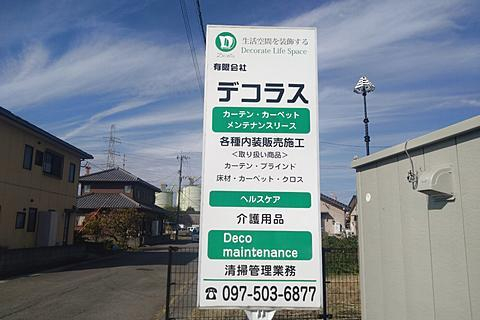 生活空間を装飾する
Decorate Life Space
有限会社
デコラス
カーテン・カーペット
メンテナンスリース
各種内装販売施工
<取り扱い商品>
カーテン・ブラインド
床材・カーペット・クロス
ヘルスケア
介護用品
Deco
maintenance
清掃管理業務
☎097-503-6877